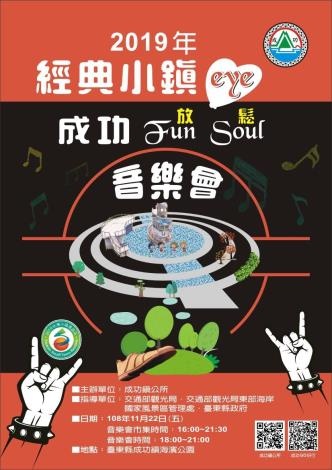 2019年
經典小鎮 eye
放 鬆
成功 Fun Soul
音樂會
■主辦單位：成功鎮公所
■指導單位：交通部觀光局、交通部觀光局東部海岸
國家風景區管理處、臺東縣政府
■日期：108年11月22日(五)
音樂會市集時間：16:00~21:30
音樂會時間：18:00~21:00
■地點：臺東縣成功鎮海濱公園
成功鎮公所